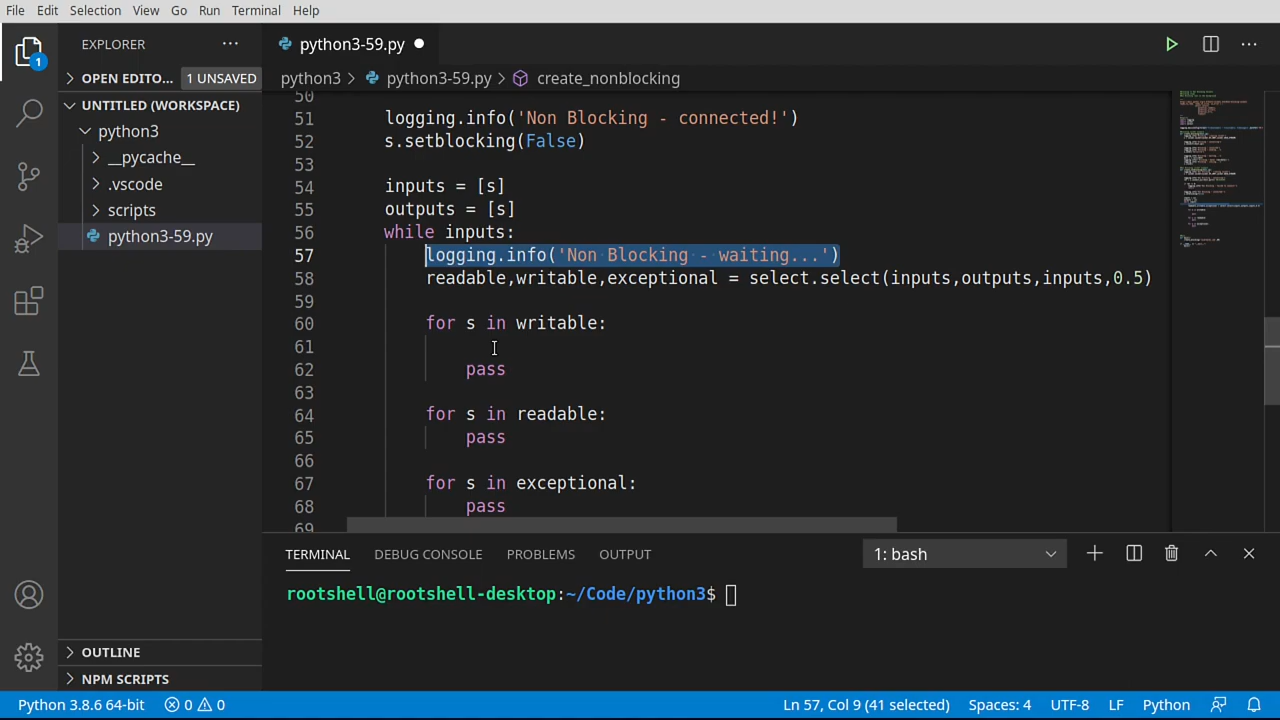 File Edit Selection View Go Run Terminal Help
EXPLORER
python3-59.py
1
OPEN EDITO... 1 UNSAVED
python3 > python3-59.py > create_nonblocking
UNTITLED (WORKSPACE)
python3
__pycache__
.vscode
scripts
python3-59.py
50
51 logging.info('Non Blocking - connected!')
52 s.setblocking(False)
53
54 inputs = [s]
55 outputs = [s]
56 while inputs:
57 logging.info('Non Blocking - waiting...')
58 readable,writable,exceptional = select.select(inputs,outputs,inputs,0.5)
59
60 for s in writable:
61
62 pass
63
64 for s in readable:
65 pass
66
67 for s in exceptional:
68 pass
69
TERMINAL DEBUG CONSOLE PROBLEMS OUTPUT 1: bash
rootshell@rootshell-desktop:~/Code/python3$
OUTLINE
NPM SCRIPTS
Python 3.8.6 64-bit 0 0 Ln 57, Col 9 (41 selected) Spaces: 4 UTF-8 LF Python